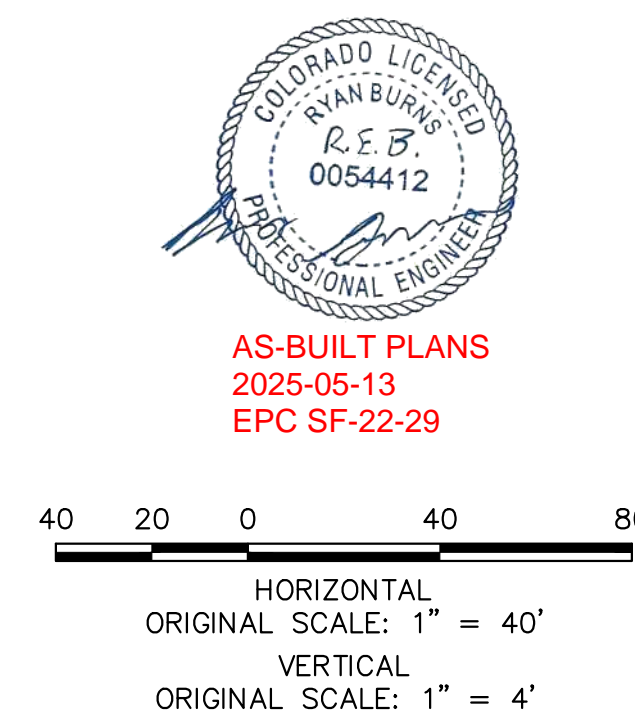 COLORADO LICENSED
RYAN BURNS
R.E.B.
0054412
PROFESSIONAL ENGINEER
AS-BUILT PLANS
2025-05-13
EPC SF-22-29
40 20 0 40
HORIZONTAL
ORIGINAL SCALE: 1" = 40'
VERTICAL
ORIGINAL SCALE: 1" = 4'